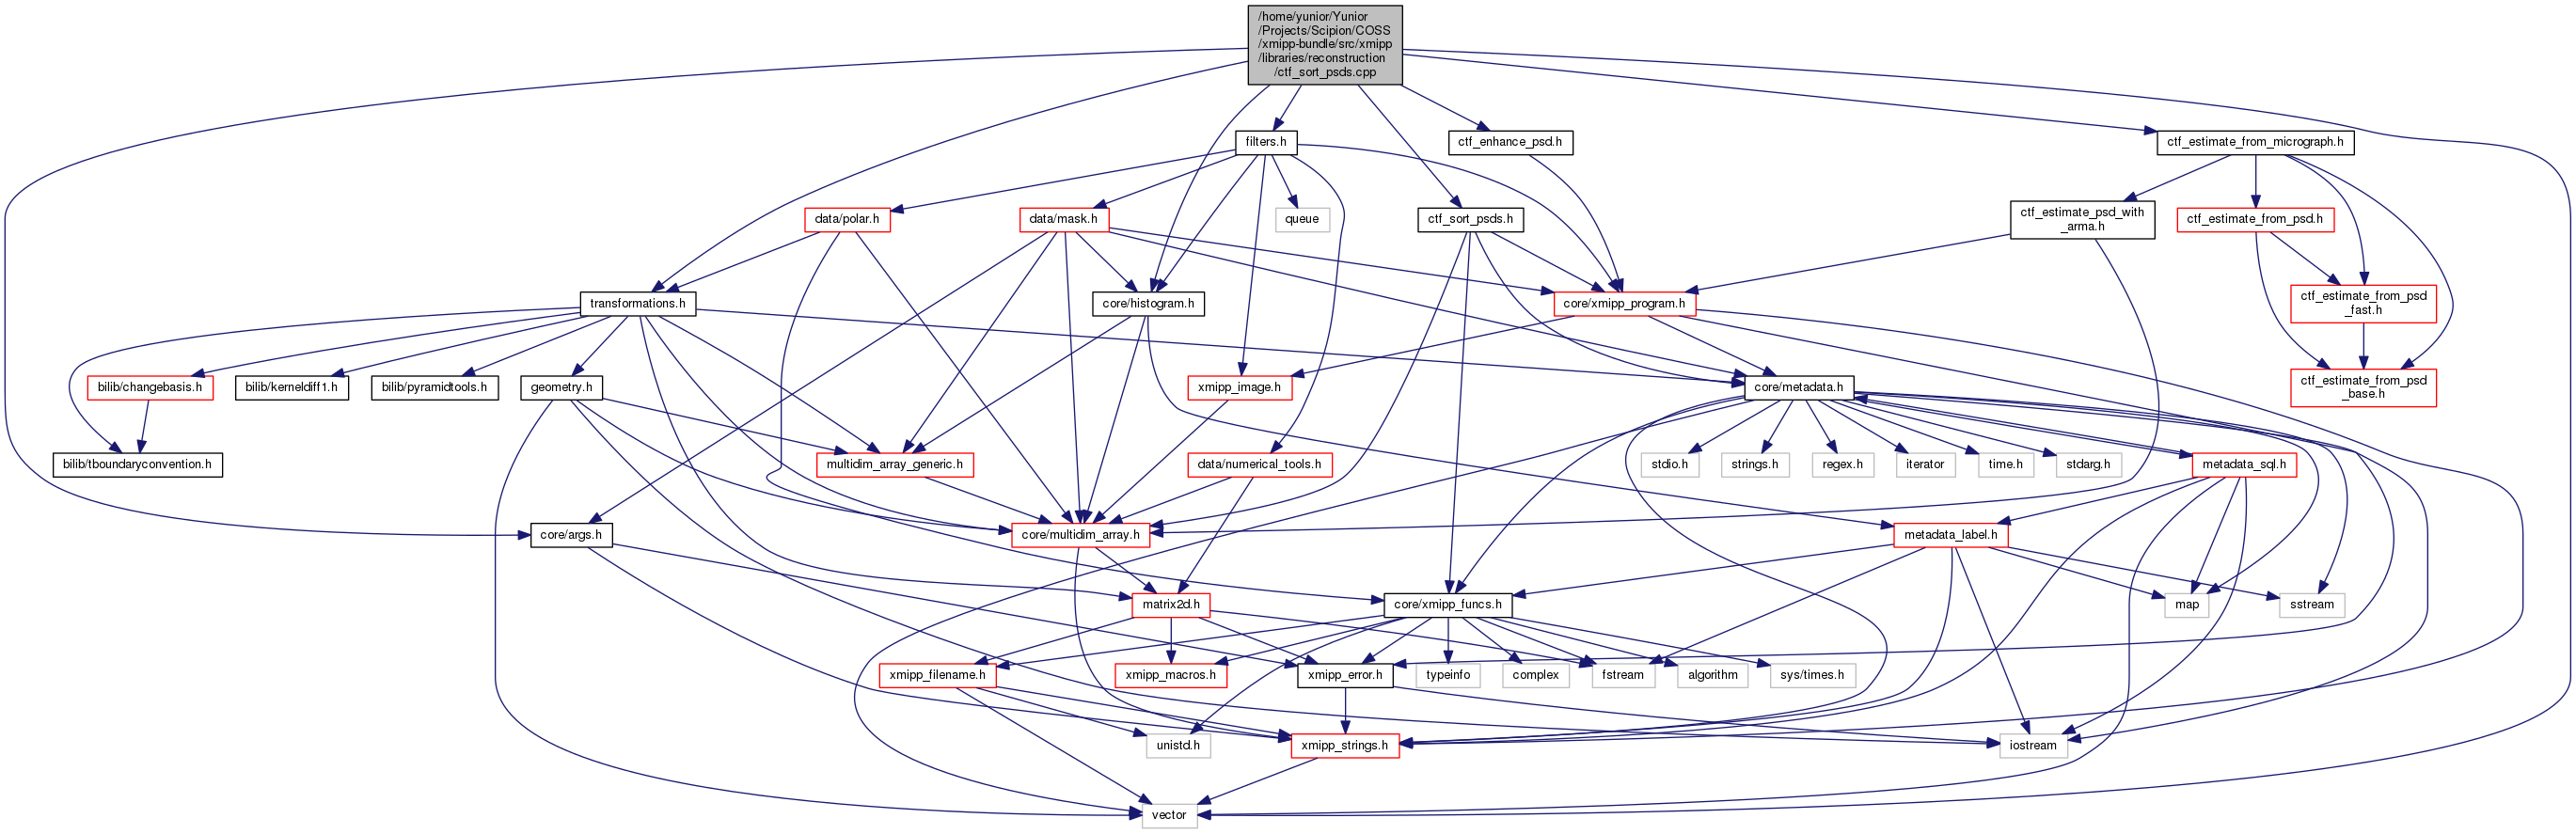 /home/yunior/Yunior
/Projects/Scipion/COSS
/xmipp-bundle/src/xmipp
/libraries/reconstruction
/ctf_sort_psds.cpp
filters.h
ctf_enhance_psd.h
ctf_estimate_from_micrograph.h
data/polar.h
data/mask.h
queue
ctf_sort_psds.h
ctf_estimate_psd_with
_arma.h
ctf_estimate_from_psd.h
transformations.h
core/histogram.h
core/xmipp_program.h
ctf_estimate_from_psd
_fast.h
bilib/changebasis.h
bilib/kerneldiff1.h
bilib/pyramidtools.h
geometry.h
xmipp_image.h
core/metadata.h
ctf_estimate_from_psd
_base.h
bilib/tboundaryconvention.h
multidim_array_generic.h
data/numerical_tools.h
stdio.h
strings.h
regex.h
iterator
time.h
stdarg.h
metadata_sql.h
core/args.h
core/multidim_array.h
metadata_label.h
matrix2d.h
core/xmipp_funcs.h
map
sstream
xmipp_filename.h
xmipp_macros.h
xmipp_error.h
typeinfo
complex
fstream
algorithm
sys/times.h
unistd.h
xmipp_strings.h
iostream
vector